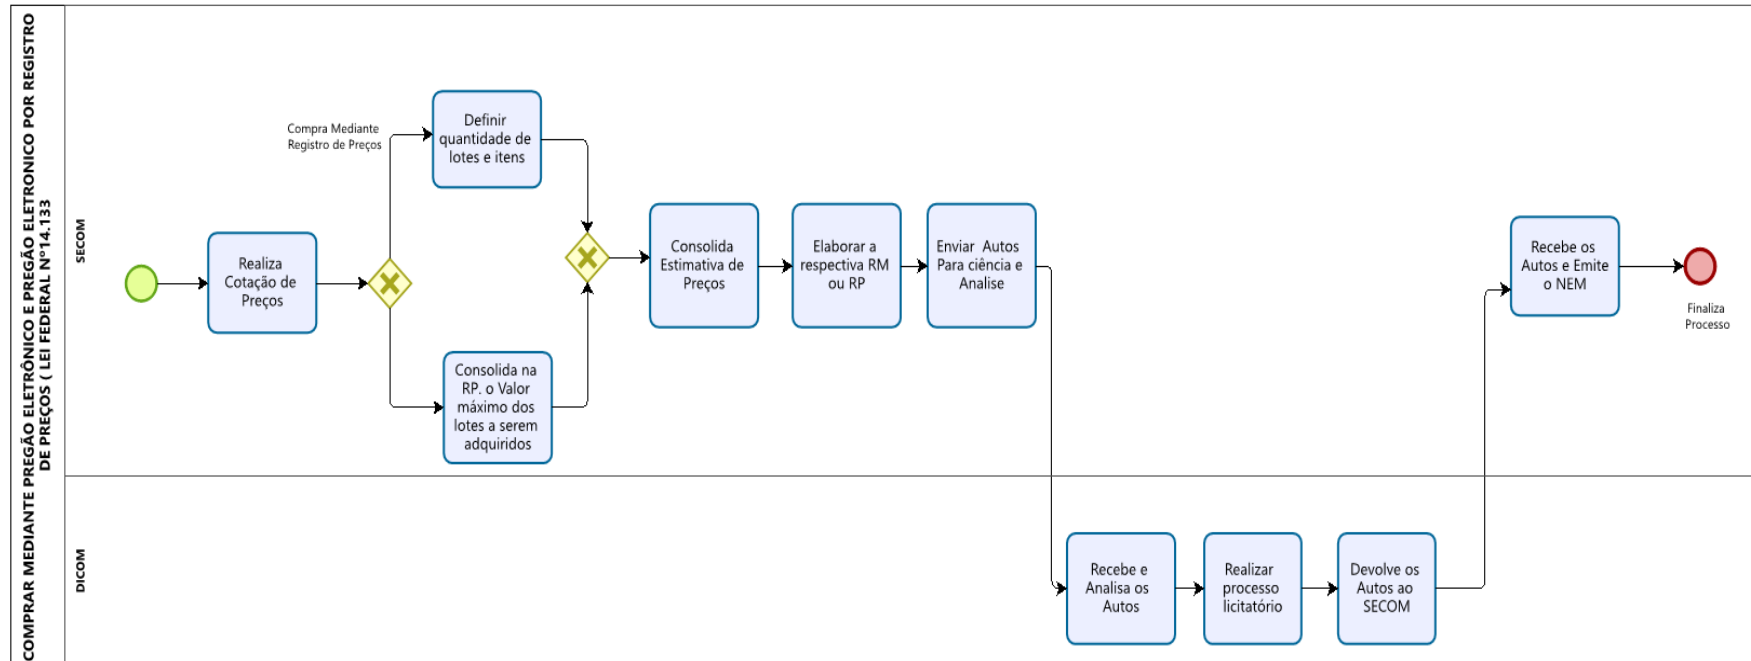 COMPRAR MEDIANTE PREGÃO ELETRÔNICO E PREGÃO ELETRONICO POR REGISTRO
DE PREÇOS ( LEI FEDERAL Nº14.133
SECOM
Realiza
Cotação de
Preços
Compra Mediante
Registro de Preços
Definir
quantidade de
lotes e itens
Consolida na
RP. o Valor
máximo dos
lotes a serem
adquiridos
Consolida
Estimativa de
Preços
Elaborar a
respectiva RM
ou RP
Enviar Autos
Para ciência e
Analise
Recebe os
Autos e Emite
o NEM
Finaliza
Processo
DICOM
Recebe e
Analisa os
Autos
Realizar
processo
licitatório
Devolve os
Autos ao
SECOM